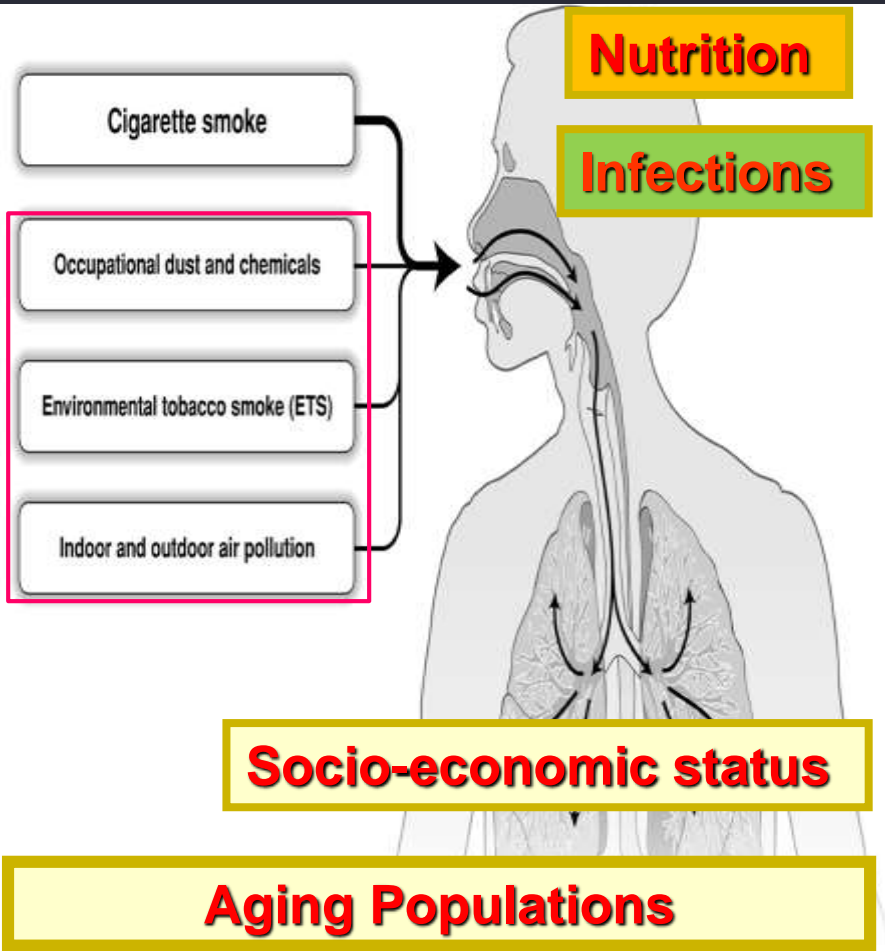 Nutrition
Cigarette smoke
Infections
Occupational dust and chemicals
Environmental tobacco smoke (ETS)
Indoor and outdoor air pollution
Socio-economic status
Aging Populations